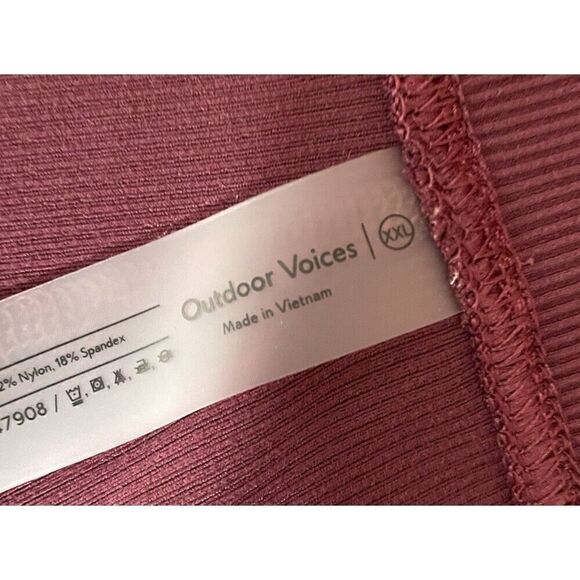 Outdoor Voices | XXL
Made in Vietnam
2% Nylon, 18% Spandex
7908 /